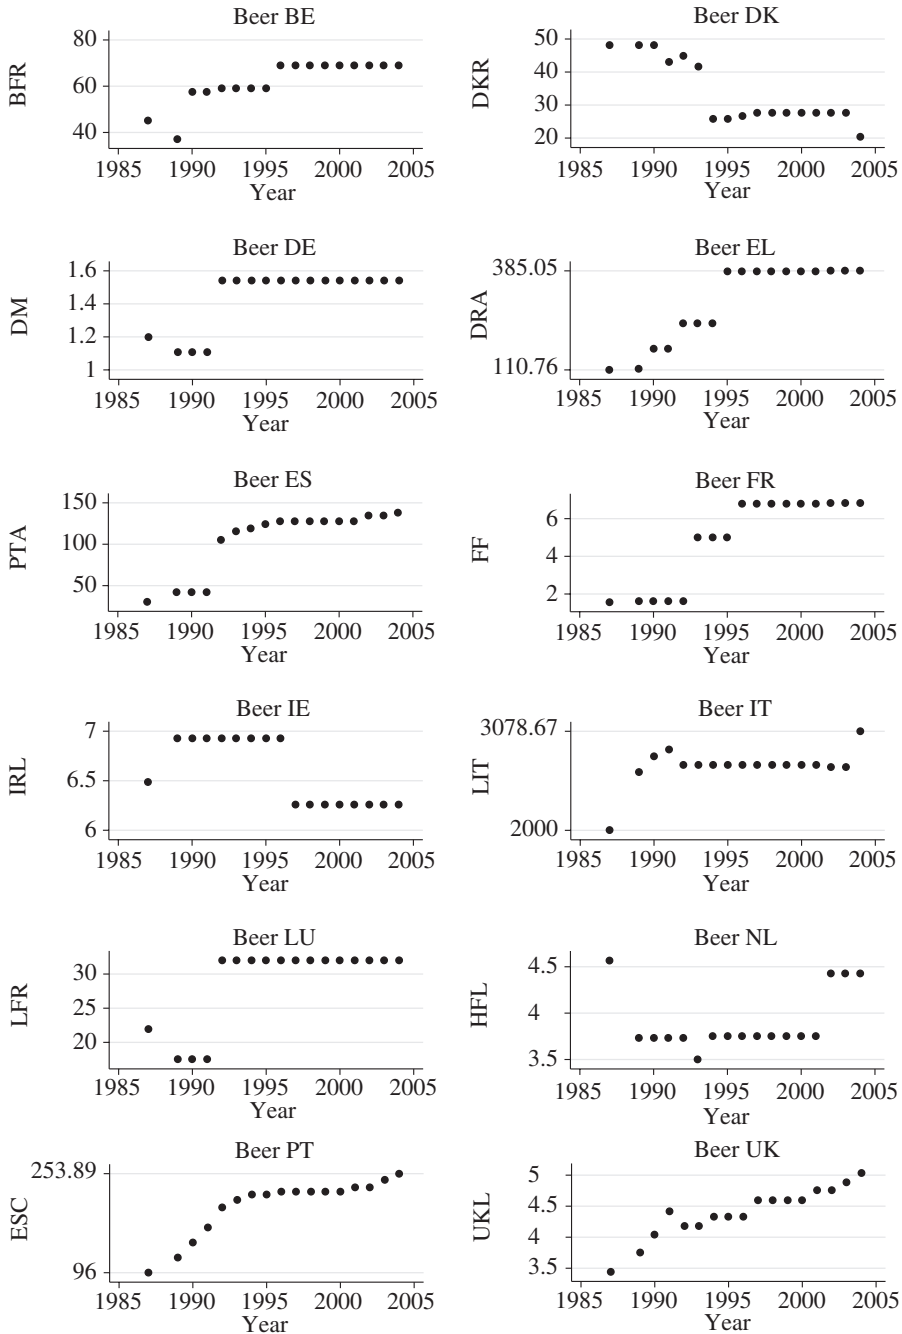 Beer BE
BFR
80
60
40
1985 1990 1995 2000 2005
Year
Beer DK
DKR
50
40
30
20
1985 1990 1995 2000 2005
Year
Beer DE
DM
1.6
1.4
1.2
1
1985 1990 1995 2000 2005
Year
Beer EL
DRA
385.05
110.76
1985 1990 1995 2000 2005
Year
Beer ES
PTA
150
100
50
1985 1990 1995 2000 2005
Year
Beer FR
FF
6
4
2
1985 1990 1995 2000 2005
Year
Beer IE
IRL
7
6.5
6
1985 1990 1995 2000 2005
Year
Beer IT
LIT
3078.67
2000
1985 1990 1995 2000 2005
Year
Beer LU
LFR
30
25
20
1985 1990 1995 2000 2005
Year
Beer NL
HFL
4.5
4
3.5
1985 1990 1995 2000 2005
Year
Beer PT
ESC
253.89
96
1985 1990 1995 2000 2005
Year
Beer UK
UKL
5
4.5
4
3.5
1985 1990 1995 2000 2005
Year